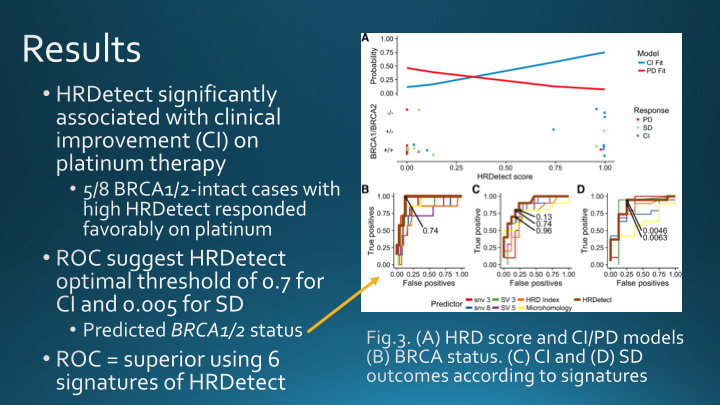 Results
• HRDetect significantly
associated with clinical
improvement (CI) on
platinum therapy
• 5/8 BRCA1/2-intact cases with
high HRDetect responded
favorably on platinum
• ROC suggest HRDetect
optimal threshold of 0.7 for
CI and 0.005 for SD
• Predicted BRCA1/2 status
• ROC = superior using 6
signatures of HRDetect
A
Probability
1.00
0.75
0.50
0.25
0.00
Model
CI Fit
PD Fit
BRCA1/BRCA2
-/-
+/-
+/+
Response
PD
SD
CI
0.00 0.25 0.50 0.75 1.00
HRDetect score
B
True positives
1.00
0.75
0.50
0.25
0.00
0.74
0.00 0.25 0.50 0.75 1.00
False positives
C
True positives
1.00
0.75
0.50
0.25
0.00
0.13
0.74
0.96
0.00 0.25 0.50 0.75 1.00
False positives
D
True positives
1.00
0.75
0.50
0.25
0.00
0.0046
0.0063
0.00 0.25 0.50 0.75 1.00
False positives
Predictor
snv 3 SV 3 HRD Index HRDetect
snv 8 SV 5 Microhomology
Fig.3. (A) HRD score and CI/PD models
(B) BRCA status. (C) CI and (D) SD
outcomes according to signatures